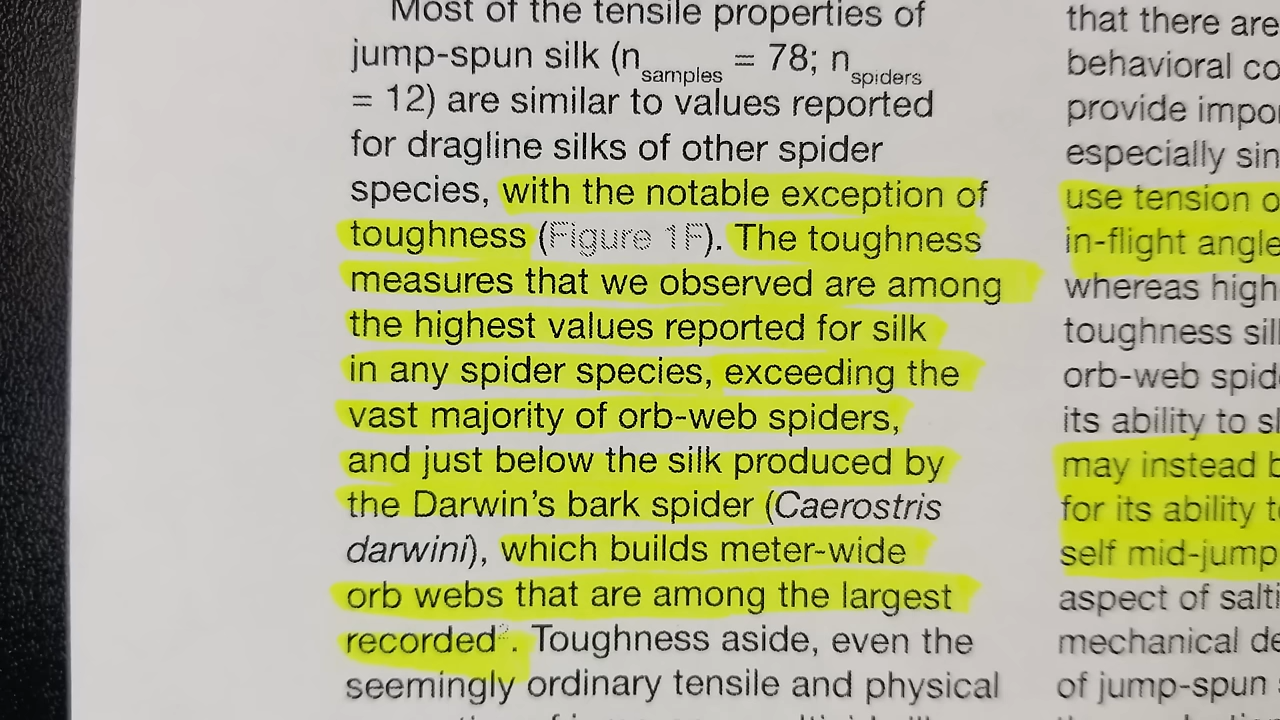 Most of the tensile properties of
jump-spun silk (nsamples = 78; nspiders
= 12) are similar to values reported
for dragline silks of other spider
species, with the notable exception of
toughness (Figure 1F). The toughness
measures that we observed are among
the highest values reported for silk
in any spider species, exceeding the
vast majority of orb-web spiders,
and just below the silk produced by
the Darwin's bark spider (Caerostris
darwini), which builds meter-wide
orb webs that are among the largest
recorded². Toughness aside, even the
seemingly ordinary tensile and physical
that there are
behavioral co
provide impor
especially sin
use tension o
in-flight angle
whereas high
toughness sil
orb-web spid
its ability to s
may instead b
for its ability t
self mid-jump
aspect of salti
mechanical de
of jump-spun